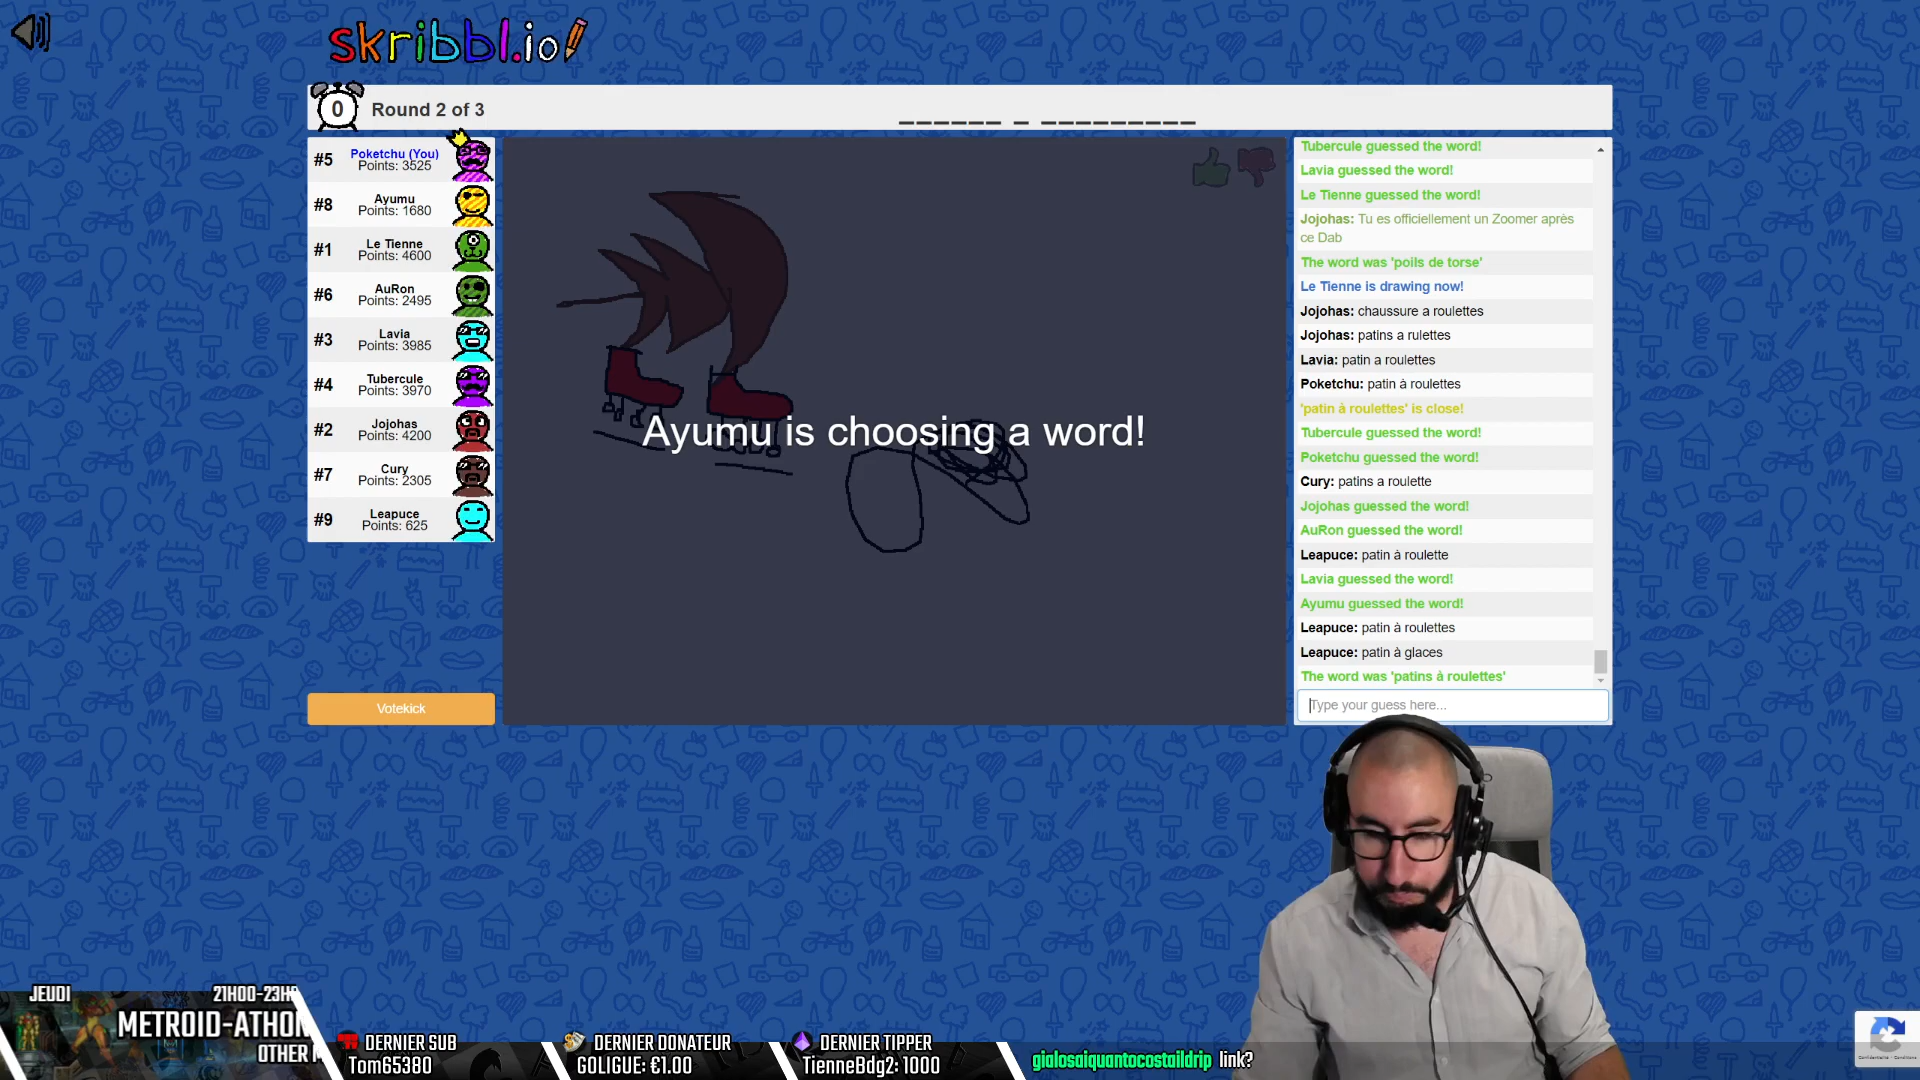 skribbl.io
0
Round 2 of 3
______ _ _________
#5
Poketchu (You)
Points: 3525
#8
Ayumu
Points: 1680
#1
Le Tienne
Points: 4600
#6
AuRon
Points: 2495
#3
Lavia
Points: 3985
#4
Tubercule
Points: 3970
#2
Jojohas
Points: 4200
#7
Cury
Points: 2305
#9
Leapuce
Points: 625
Votekick
Ayumu is choosing a word!
Tubercule guessed the word!
Lavia guessed the word!
Le Tienne guessed the word!
Jojohas: Tu es officiellement un Zoomer après
ce Dab
The word was 'poils de torse'
Le Tienne is drawing now!
Jojohas: chaussure a roulettes
Jojohas: patins a rulettes
Lavia: patin a roulettes
Poketchu: patin à roulettes
'patin à roulettes' is close!
Tubercule guessed the word!
Poketchu guessed the word!
Cury: patins a roulette
Jojohas guessed the word!
AuRon guessed the word!
Leapuce: patin à roulette
Lavia guessed the word!
Ayumu guessed the word!
Leapuce: patin à roulettes
Leapuce: patin à glaces
The word was 'patins à roulettes'
Type your guess here...
JEUDI
METROID-ATHON
DERNIER SUB
Tom65380
DERNIER DONATEUR
GOLIGUE: €1.00
DERNIER TIPPER
TienneBdg2: 1000
gialosaiquantocostaildrip link?